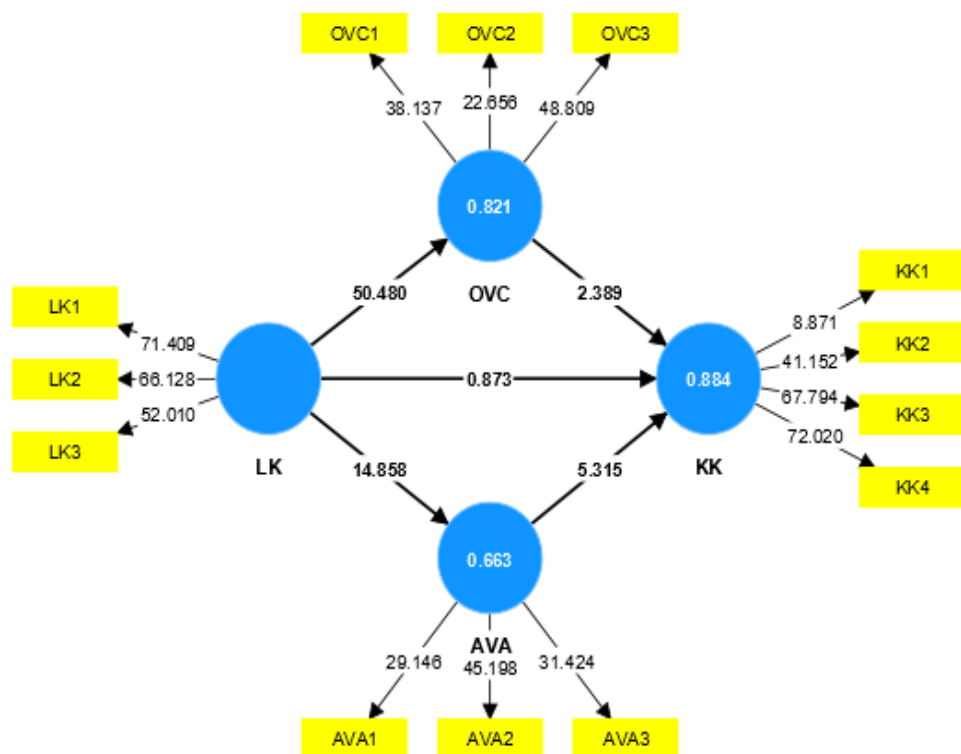 OVC1 OVC2 OVC3
38.137 22.656 48.809
0.821
OVC
50.480 2.389
LK1
LK2
LK3
71.409
66.128
52.010
LK
0.873
0.884
KK
KK1
KK2
KK3
KK4
8.871
41.152
67.794
72.020
14.858 5.315
0.663
AVA
29.146 45.198 31.424
AVA1 AVA2 AVA3